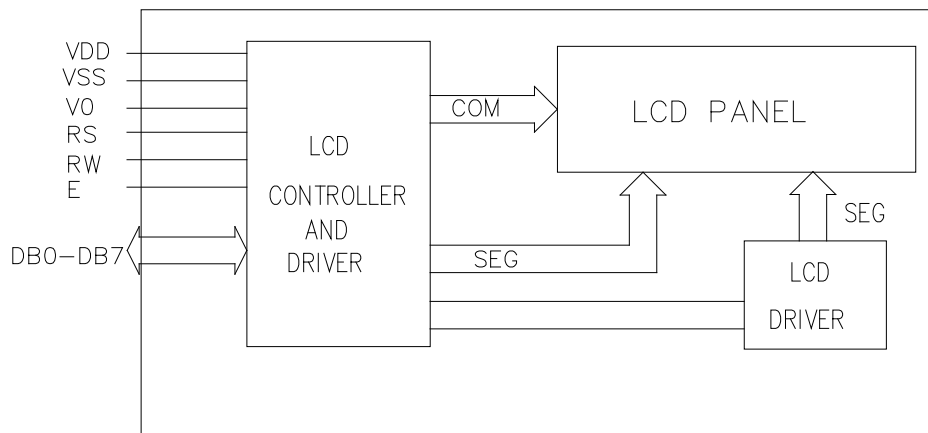 VDD
VSS
V0
RS
RW
E
DB0-DB7
LCD
CONTROLLER
AND
DRIVER
COM
SEG
LCD PANEL
SEG
LCD
DRIVER